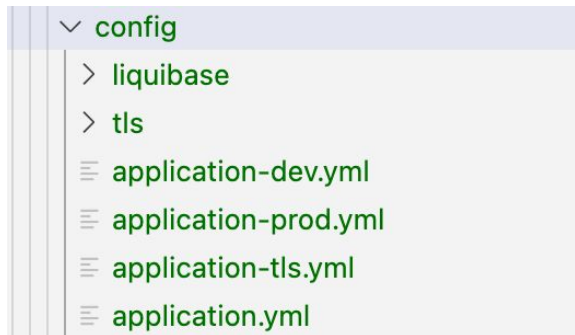 config
liquibase
tls
application-dev.yml
application-prod.yml
application-tls.yml
application.yml